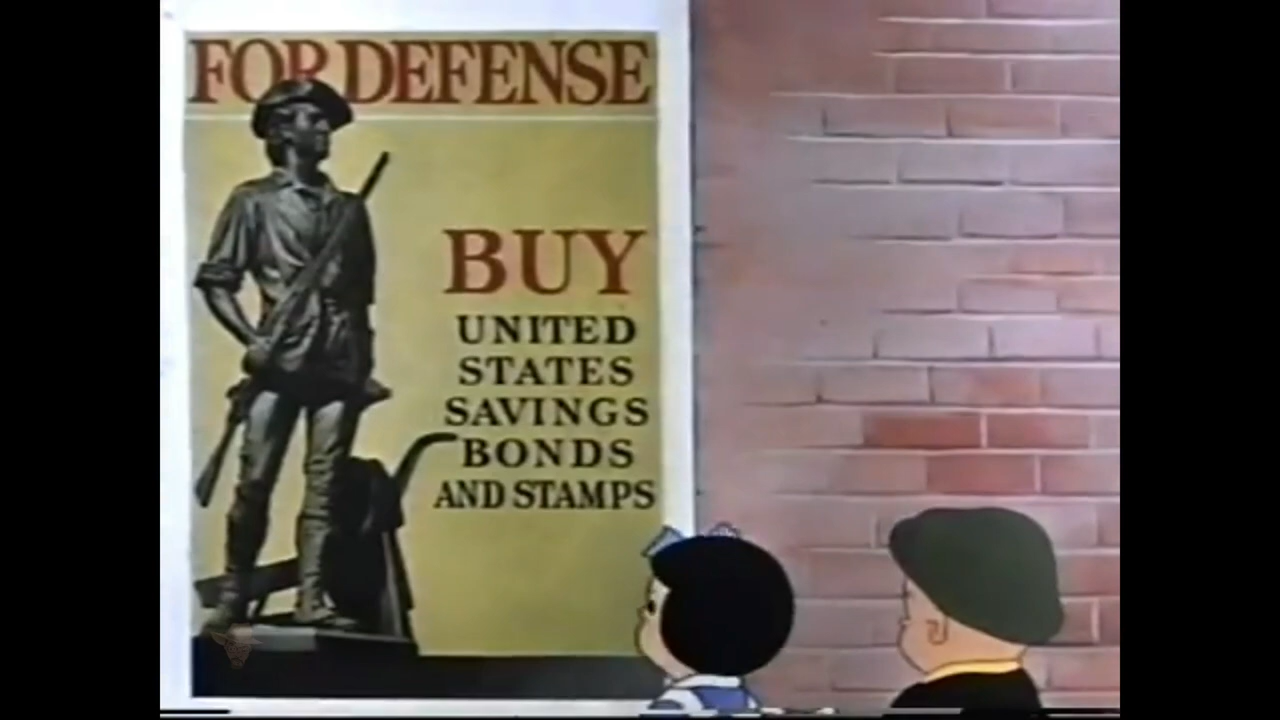 FOR DEFENSE
BUY
UNITED
STATES
SAVINGS
BONDS
AND STAMPS